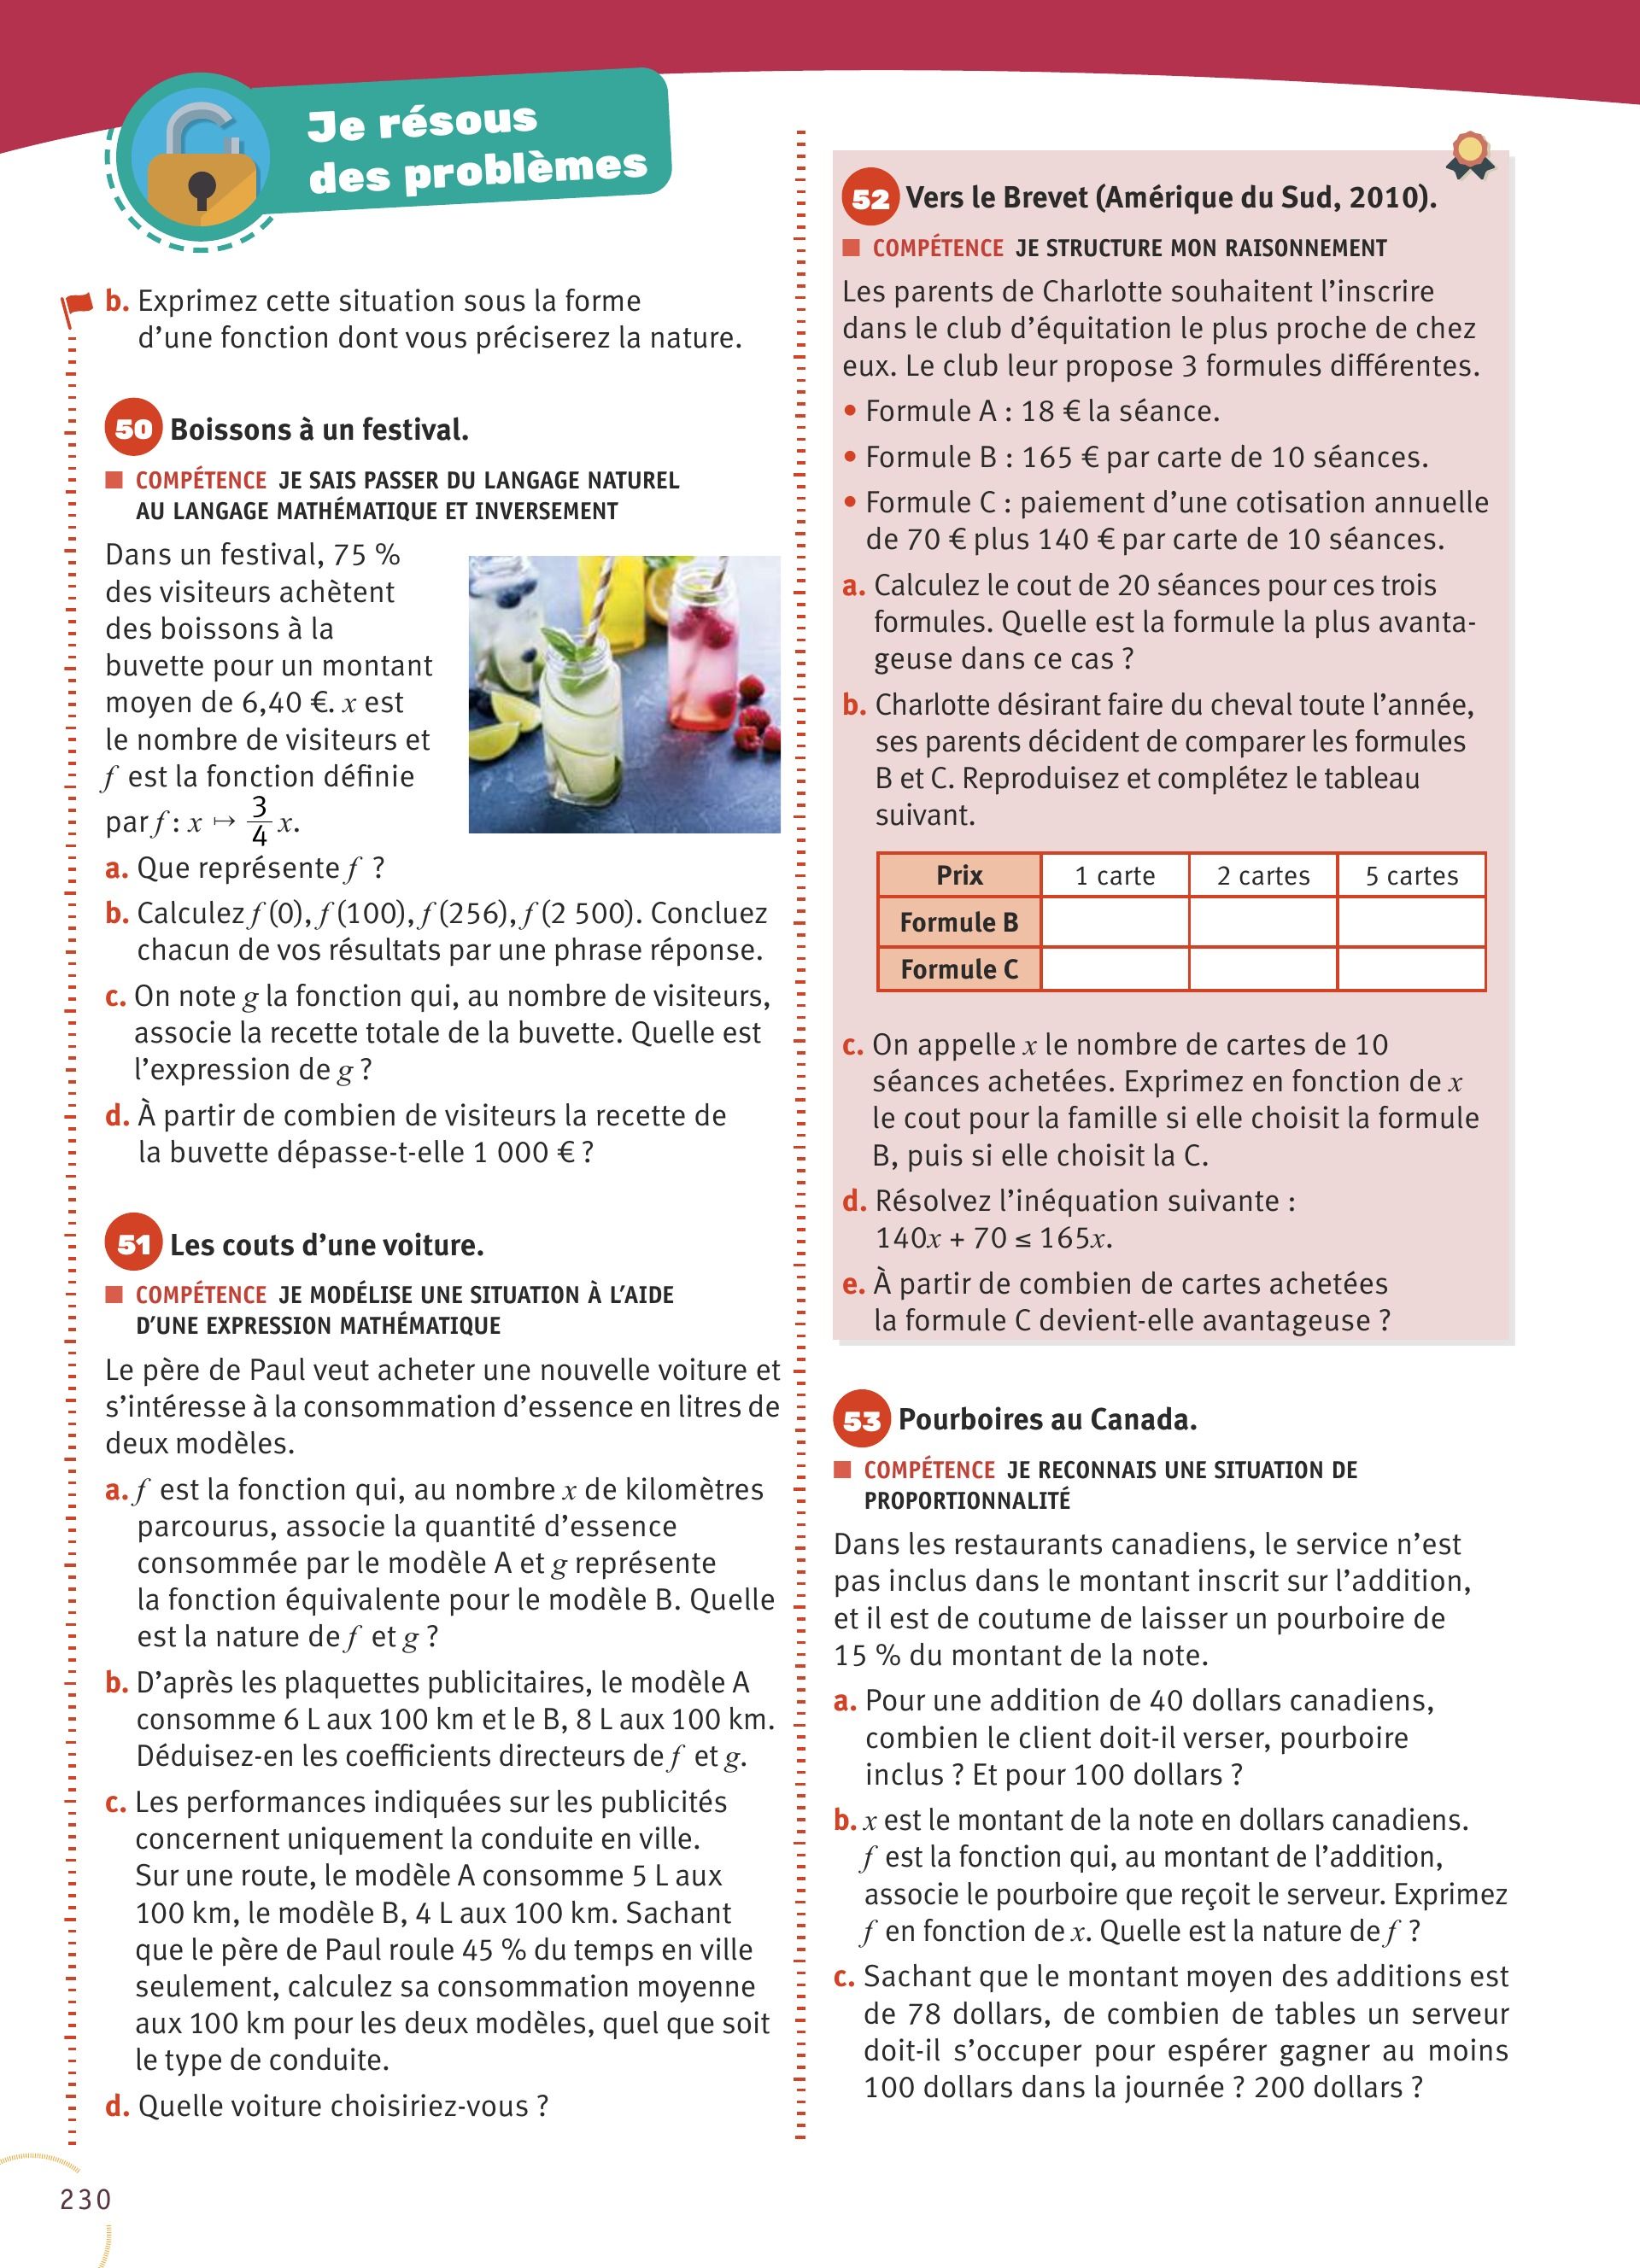 Je résous
des problèmes
b. Exprimez cette situation sous la forme
d’une fonction dont vous préciserez la nature.
50 Boissons à un festival.
COMPÉTENCE JE SAIS PASSER DU LANGAGE NATUREL
AU LANGAGE MATHÉMATIQUE ET INVERSEMENT
Dans un festival, 75 %
des visiteurs achètent
des boissons à la
buvette pour un montant
moyen de 6,40 €. x est
le nombre de visiteurs et
f est la fonction définie
par f : x ↦ 3/4 x.
a. Que représente f ?
b. Calculez f (0), f (100), f (256), f (2 500). Concluez
chacun de vos résultats par une phrase réponse.
c. On note g la fonction qui, au nombre de visiteurs,
associe la recette totale de la buvette. Quelle est
l’expression de g ?
d. À partir de combien de visiteurs la recette de
la buvette dépasse-t-elle 1 000 € ?
51 Les couts d’une voiture.
COMPÉTENCE JE MODÉLISE UNE SITUATION À L’AIDE
D’UNE EXPRESSION MATHÉMATIQUE
Le père de Paul veut acheter une nouvelle voiture et
s’intéresse à la consommation d’essence en litres de
deux modèles.
a. f est la fonction qui, au nombre x de kilomètres
parcourus, associe la quantité d’essence
consommée par le modèle A et g représente
la fonction équivalente pour le modèle B. Quelle
est la nature de f et g ?
b. D’après les plaquettes publicitaires, le modèle A
consomme 6 L aux 100 km et le B, 8 L aux 100 km.
Déduisez-en les coefficients directeurs de f et g.
c. Les performances indiquées sur les publicités
concernent uniquement la conduite en ville.
Sur une route, le modèle A consomme 5 L aux
100 km, le modèle B, 4 L aux 100 km. Sachant
que le père de Paul roule 45 % du temps en ville
seulement, calculez sa consommation moyenne
aux 100 km pour les deux modèles, quel que soit
le type de conduite.
d. Quelle voiture choisiriez-vous ?
52 Vers le Brevet (Amérique du Sud, 2010).
COMPÉTENCE JE STRUCTURE MON RAISONNEMENT
Les parents de Charlotte souhaitent l’inscrire
dans le club d’équitation le plus proche de chez
eux. Le club leur propose 3 formules différentes.
• Formule A : 18 € la séance.
• Formule B : 165 € par carte de 10 séances.
• Formule C : paiement d’une cotisation annuelle
de 70 € plus 140 € par carte de 10 séances.
a. Calculez le cout de 20 séances pour ces trois
formules. Quelle est la formule la plus avanta-
geuse dans ce cas ?
b. Charlotte désirant faire du cheval toute l’année,
ses parents décident de comparer les formules
B et C. Reproduisez et complétez le tableau
suivant.
Prix 1 carte 2 cartes 5 cartes
Formule B
Formule C
c. On appelle x le nombre de cartes de 10
séances achetées. Exprimez en fonction de x
le cout pour la famille si elle choisit la formule
B, puis si elle choisit la C.
d. Résolvez l’inéquation suivante :
140x + 70 ≤ 165x.
e. À partir de combien de cartes achetées
la formule C devient-elle avantageuse ?
53 Pourboires au Canada.
COMPÉTENCE JE RECONNAIS UNE SITUATION DE
PROPORTIONNALITÉ
Dans les restaurants canadiens, le service n’est
pas inclus dans le montant inscrit sur l’addition,
et il est de coutume de laisser un pourboire de
15 % du montant de la note.
a. Pour une addition de 40 dollars canadiens,
combien le client doit-il verser, pourboire
inclus ? Et pour 100 dollars ?
b. x est le montant de la note en dollars canadiens.
f est la fonction qui, au montant de l’addition,
associe le pourboire que reçoit le serveur. Exprimez
f en fonction de x. Quelle est la nature de f ?
c. Sachant que le montant moyen des additions est
de 78 dollars, de combien de tables un serveur
doit-il s’occuper pour espérer gagner au moins
100 dollars dans la journée ? 200 dollars ?
230